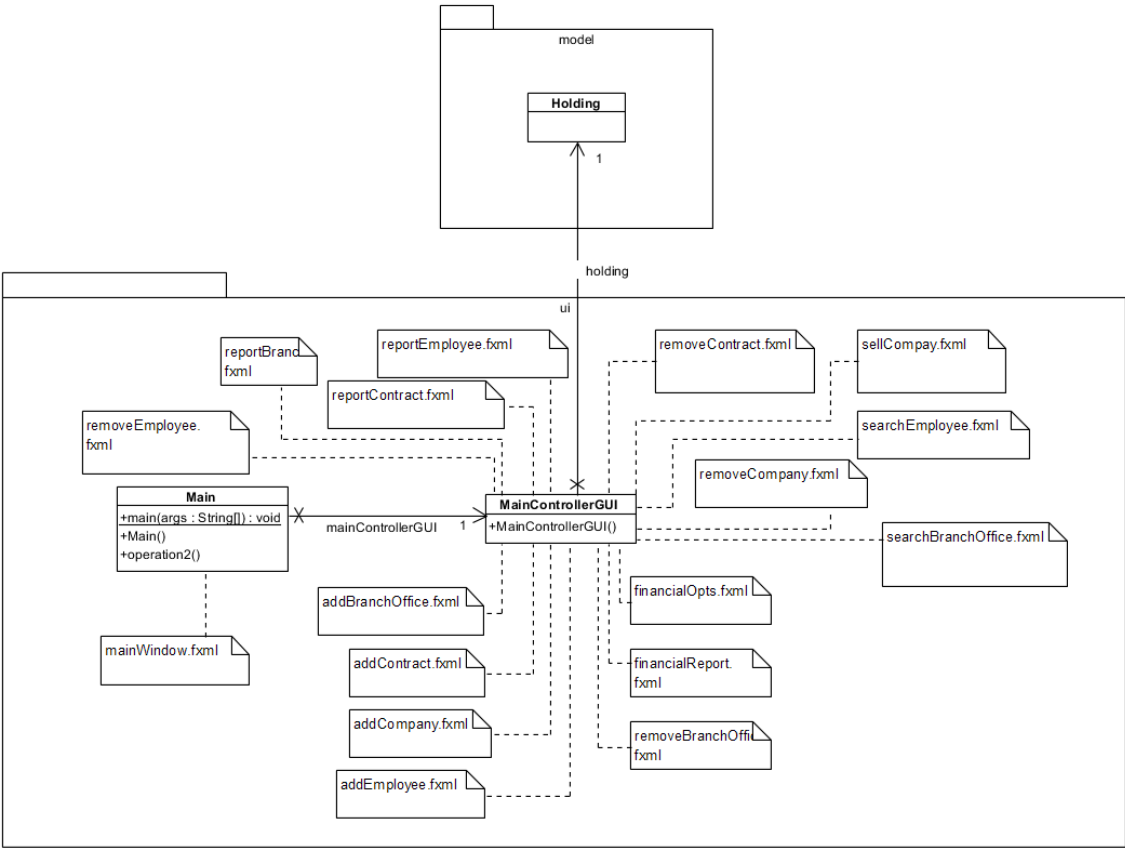 model
Holding
1
holding
ui
reportEmployee.fxml
removeContract.fxml
sellCompay.fxml
reportBranc
fxml
reportContract.fxml
removeEmployee.
fxml
searchEmployee.fxml
removeCompany.fxml
Main
+main(args : String[]) : void
+Main()
+operation2()
mainControllerGUI
1
MainControllerGUI
+MainControllerGUI()
searchBranchOffice.fxml
addBranchOffice.fxml
financialOpts.fxml
mainWindow.fxml
addContract.fxml
financialReport.
fxml
addCompany.fxml
removeBranchOffic
fxml
addEmployee.fxml